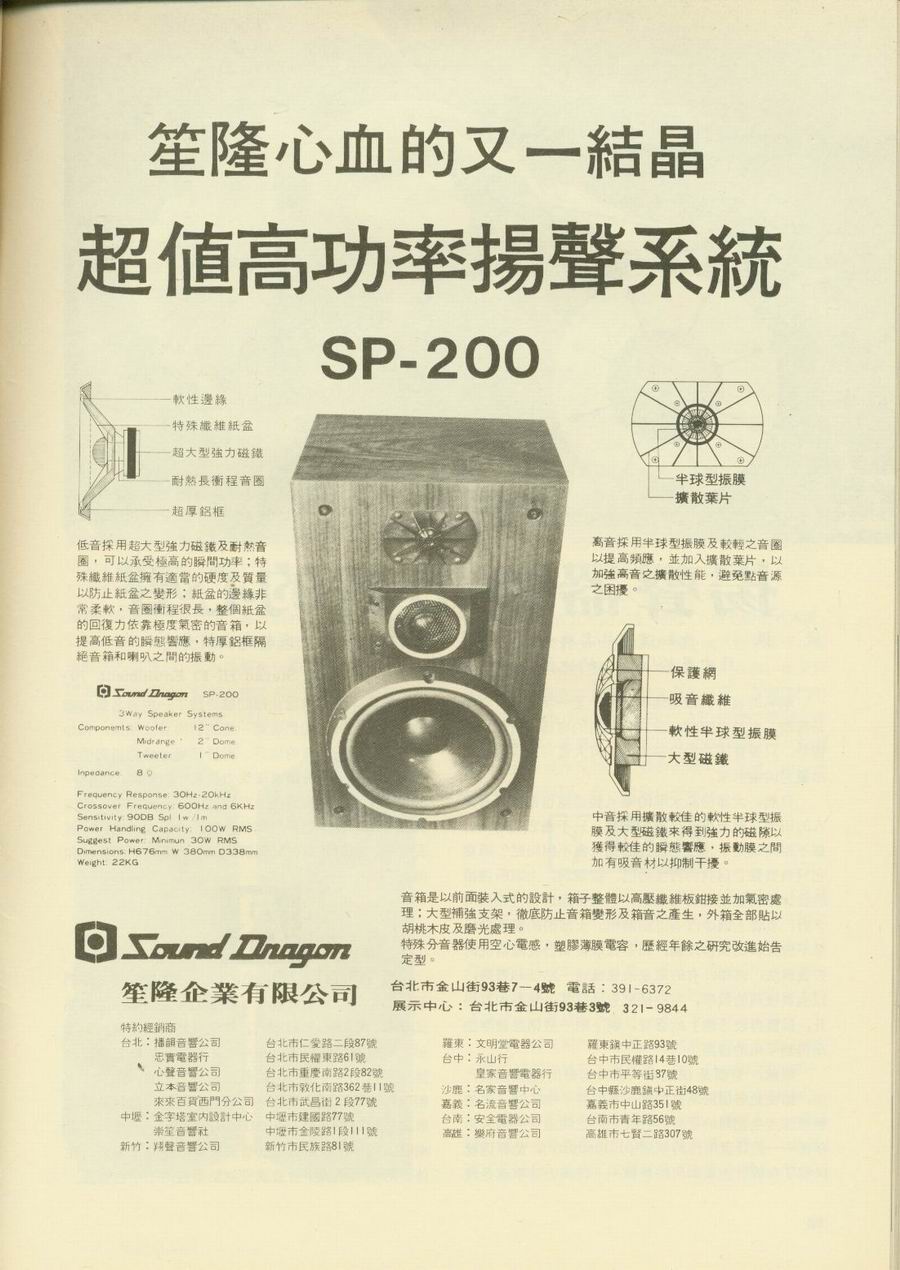 笙隆心血的又一結晶
超值高功率揚聲系統
SP-200
軟性邊緣
特殊纖維紙盆
超大型強力磁鐵
耐熱長衝程音圈
超厚鋁框
低音採用超大型強力磁鐵及耐熱音
圈，可以承受極高的瞬間功率；特
殊纖維紙盆擁有適當的硬度及質量
以防止紙盆之變形；紙盆的邊緣非
常柔軟，音圈衝程很長，整個紙盆
的回復力依靠極度氣密的音箱，以
提高低音的瞬態響應，特厚鋁框隔
絕音箱和喇叭之間的振動。
Sound Dragon SP-200
3Way Speaker Systems
Componemts: Woofer: 12" Cone.
Midrange 2" Dome
Tweeter 1" Dome
Inpedance. 8Ω
Frequency Response: 30Hz-20kHz
Crossover Frequency: 600Hz and 6KHz
Sensitivity: 90DB Spl 1w/1m
Power Handling Capacity: 100W RMS
Suggest Power: Minimun 30W RMS
Dimensions: H676mm W 380mm D338mm
Weight: 22KG
半球型振膜
擴散葉片
高音採用半球型振膜及較輕之音圈
以提高頻應，並加入擴散葉片，以
加強高音之擴散性能，避免點音源
之困擾。
保護網
吸音纖維
軟性半球型振膜
大型磁鐵
中音採用擴散較佳的軟性半球型振
膜及大型磁鐵來得到強力的磁隙以
獲得較佳的瞬態響應，振動膜之間
加有吸音材以抑制干擾。
音箱是以前面裝入式的設計，箱子整體以高壓纖維板鉗接並加氣密處
理；大型補強支架，徹底防止音箱變形及箱音之產生，外箱全部貼以
胡桃木皮及磨光處理。
特殊分音器使用空心電感，塑膠薄膜電容，歷經年餘之研究改進始告
定型。
Sound Dragon
笙隆企業有限公司
台北市金山街93巷7—4號 電話：391-6372
展示中心：台北市金山街93巷3號 321-9844
特約經銷商
台北：播韻音響公司 台北市仁愛路二段87號
忠實電器行 台北市民權東路61號
心聲音響公司 台北市重慶南路2段82號
立本音響公司 台北市敦化南路362巷11號
來來百貨西門分公司 台北市武昌街2段77號
中壢：金字塔室內設計中心 中壢市建國路77號
崇笙音響社 中壢市金陵路1段111號
新竹：翔聲音響公司 新竹市民族路81號
羅東：文明堂電器公司 羅東鎮中正路93號
台中：永山行 台中市民權路14巷10號
皇家音響電器行 台中市平等街97號
沙鹿：名家音響中心 台中縣沙鹿鎮中正街48號
嘉義：名流音響公司 嘉義市中山路351號
台南：安全電器公司 台南市青年路56號
高雄：樂府音響公司 高雄市七賢二路307號